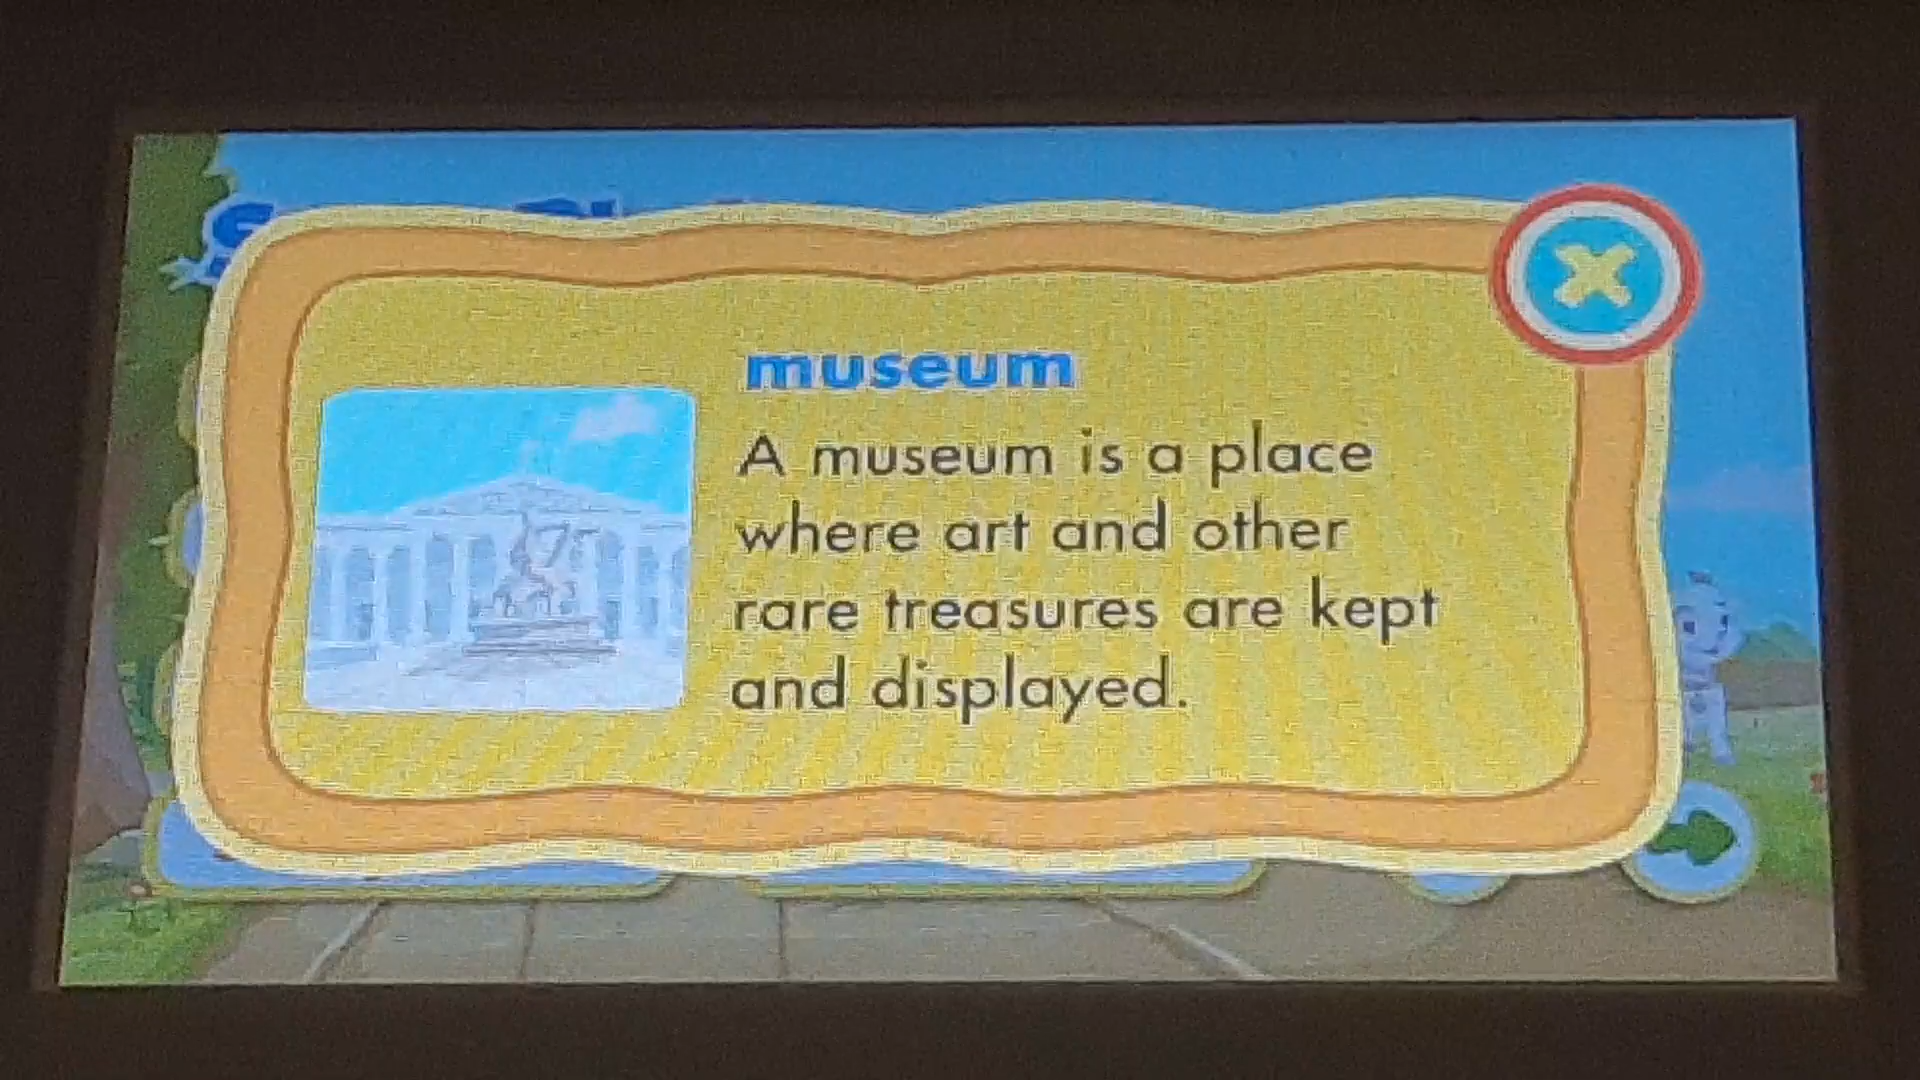 museum
A museum is a place
where art and other
rare treasures are kept
and displayed.